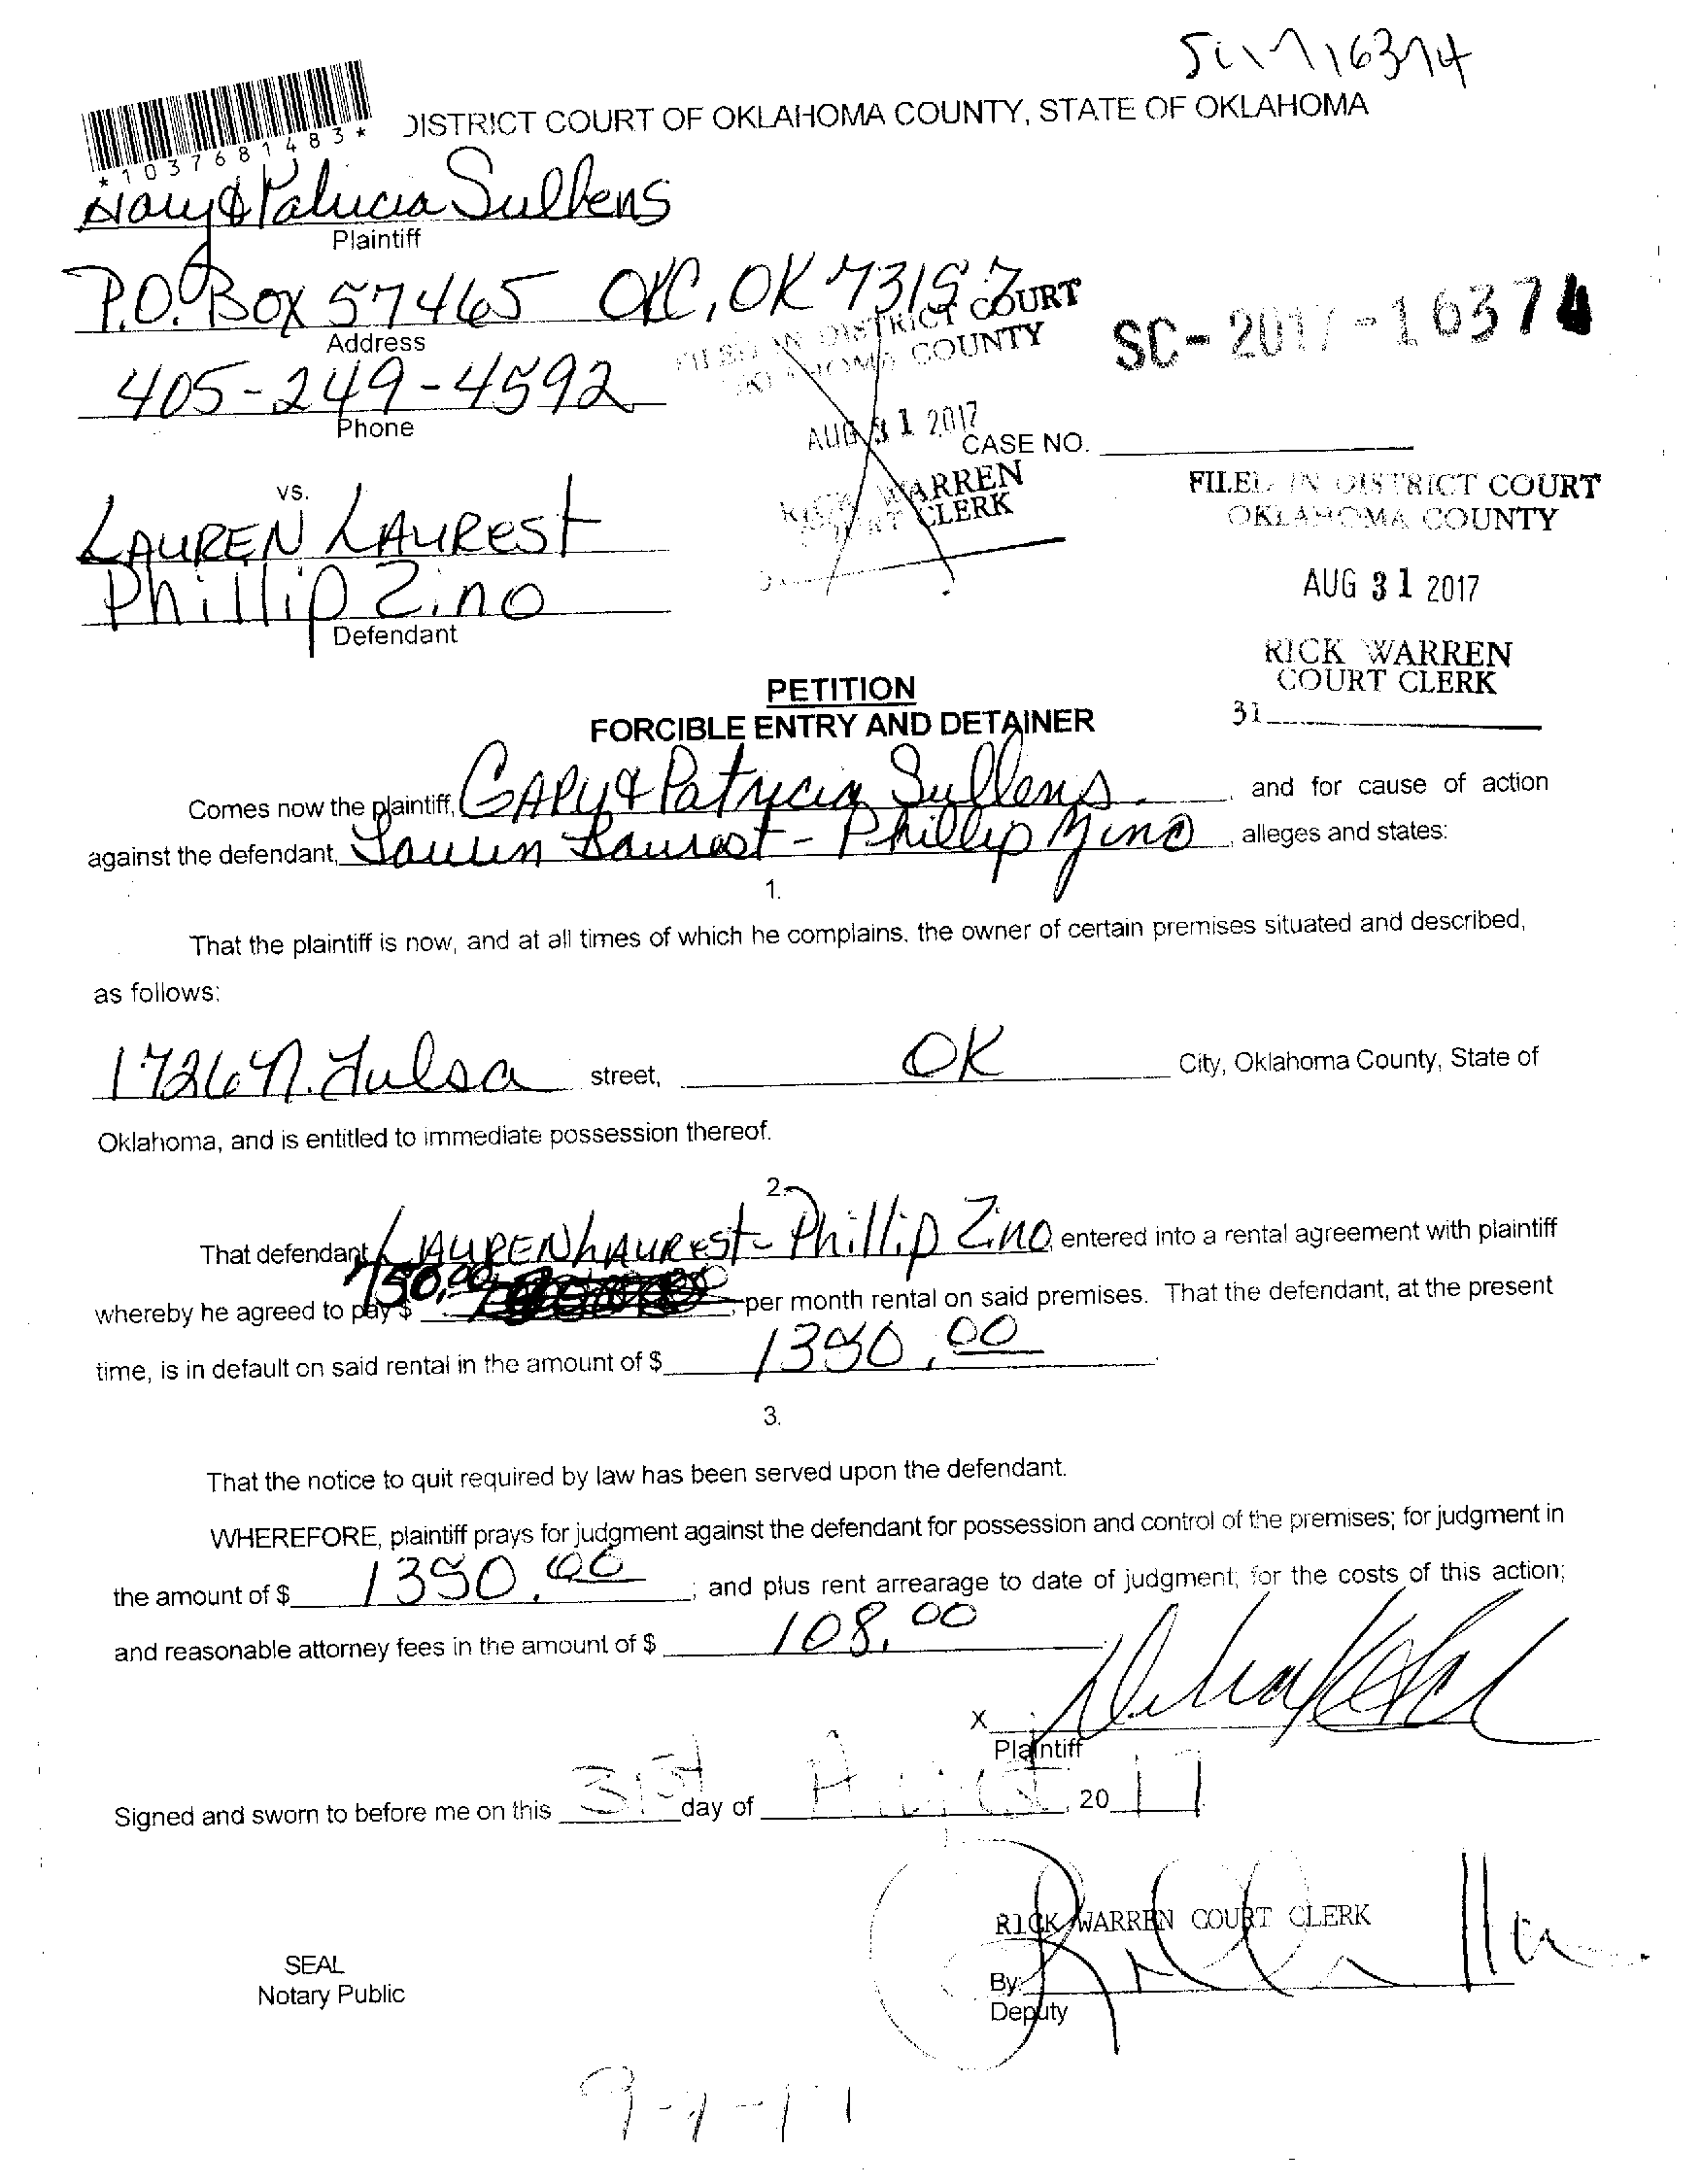 DISTRICT COURT OF OKLAHOMA COUNTY, STATE OF OKLAHOMA
*1037681483*
Gary & Patricia Sullens
Plaintiff
P.O. Box 57465 OKC, OK 73157
Address
FILED IN DISTRICT COURT
OKLAHOMA COUNTY
SC-2017-16374
405-249-4592
Phone
AUG 31 2017
CASE NO.
RICK WARREN
COURT CLERK
FILED IN DISTRICT COURT
OKLAHOMA COUNTY
vs.
LAUREN LAUREST
Phillip Zino
Defendant
AUG 31 2017
RICK WARREN
COURT CLERK
31
PETITION
FORCIBLE ENTRY AND DETAINER
Comes now the plaintiff, GARY & Patricia Sullens, and for cause of action
against the defendant, Lauren Laurest - Phillip Zino, alleges and states:
1.
That the plaintiff is now, and at all times of which he complains, the owner of certain premises situated and described,
as follows:
1726 N. Tulsa street, OK City, Oklahoma County, State of
Oklahoma, and is entitled to immediate possession thereof.
2.
That defendant LAUREN LAUREST - Phillip Zino, entered into a rental agreement with plaintiff
whereby he agreed to pay $ 750.00, per month rental on said premises. That the defendant, at the present
time, is in default on said rental in the amount of $ 1350.00.
3.
That the notice to quit required by law has been served upon the defendant.
WHEREFORE, plaintiff prays for judgment against the defendant for possession and control of the premises; for judgment in
the amount of $ 1350.00; and plus rent arrearage to date of judgment; for the costs of this action;
and reasonable attorney fees in the amount of $ 108.00
X
Plaintiff
Signed and sworn to before me on this 31st day of August, 2017
RICK WARREN COURT CLERK
SEAL
Notary Public
By:
Deputy